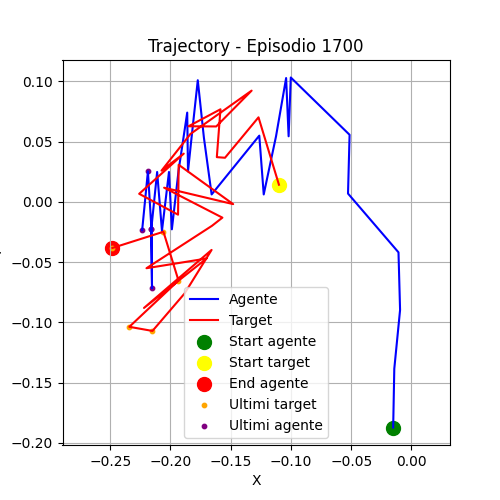 Trajectory - Episodio 1700
0.10
0.05
0.00
−0.05
−0.10
−0.15
−0.20
−0.25
−0.20
−0.15
−0.10
−0.05
0.00
X
Agente
Target
Start agente
Start target
End agente
Ultimi target
Ultimi agente